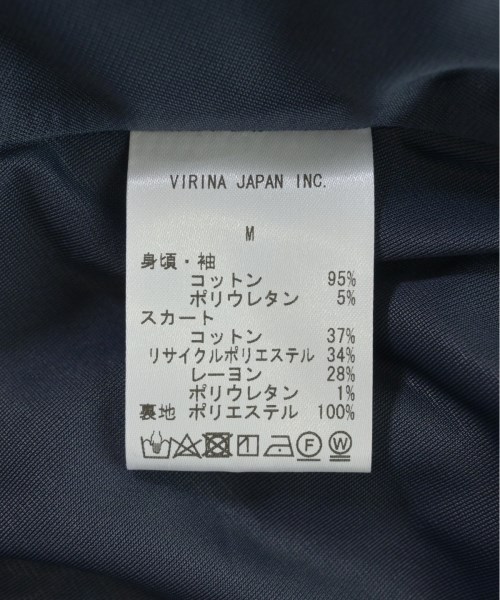 VIRINA JAPAN INC.
M
身頃・袖
コットン 95%
ポリウレタン 5%
スカート
コットン 37%
リサイクルポリエステル 34%
レーヨン 28%
ポリウレタン 1%
裏地 ポリエステル 100%
F W